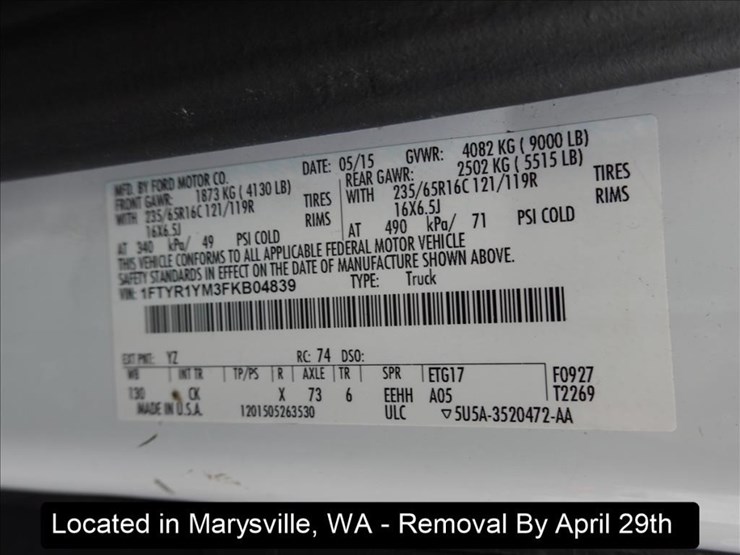 MFD. BY FORD MOTOR CO.
DATE: 05/15 GVWR: 4082 KG ( 9000 LB)
FRONT GAWR: 1873 KG ( 4130 LB) REAR GAWR: 2502 KG ( 5515 LB)
WITH 235/65R16C 121/119R TIRES WITH 235/65R16C 121/119R TIRES
16X6.5J RIMS 16X6.5J RIMS
AT 340 kPa/ 49 PSI COLD AT 490 kPa/ 71 PSI COLD
THIS VEHICLE CONFORMS TO ALL APPLICABLE FEDERAL MOTOR VEHICLE
SAFETY STANDARDS IN EFFECT ON THE DATE OF MANUFACTURE SHOWN ABOVE.
VIN: 1FTYR1YM3FKB04839 TYPE: Truck
EXT PNT: YZ RC: 74 DSO:
WB INT TR TP/PS R AXLE TR SPR ETG17 F0927
130 CK X 73 6 EEHH A05 T2269
MADE IN U.S.A. 1201505263530 ULC ▽5U5A-3520472-AA
Located in Marysville, WA - Removal By April 29th